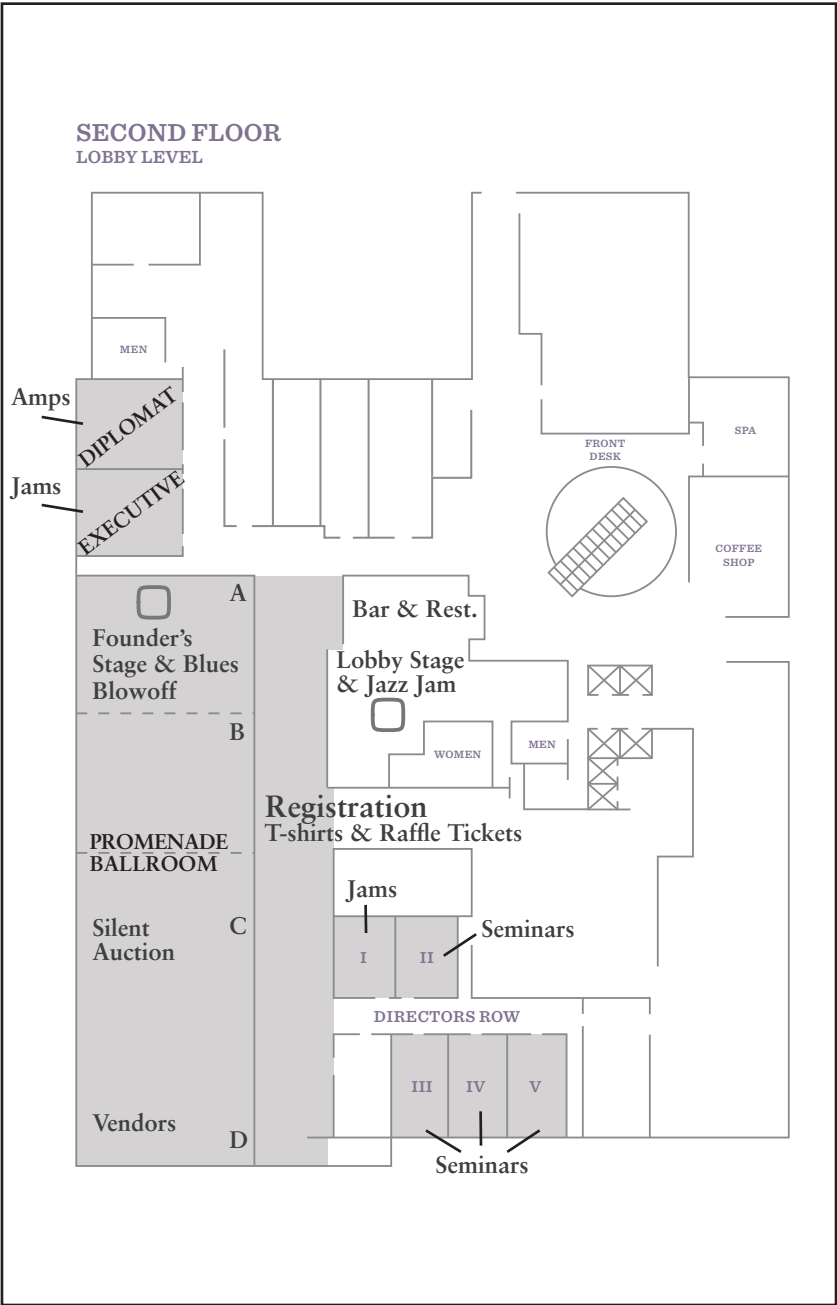 SECOND FLOOR
LOBBY LEVEL
MEN
Amps
DIPLOMAT
Jams
EXECUTIVE
FRONT
DESK
SPA
COFFEE
SHOP
A
Founder’s
Stage & Blues
Blowoff
Bar & Rest.
Lobby Stage
& Jazz Jam
B
WOMEN
MEN
Registration
T-shirts & Raffle Tickets
PROMENADE
BALLROOM
Jams
Silent
Auction
C
Seminars
I
II
DIRECTORS ROW
III
IV
V
Vendors
D
Seminars